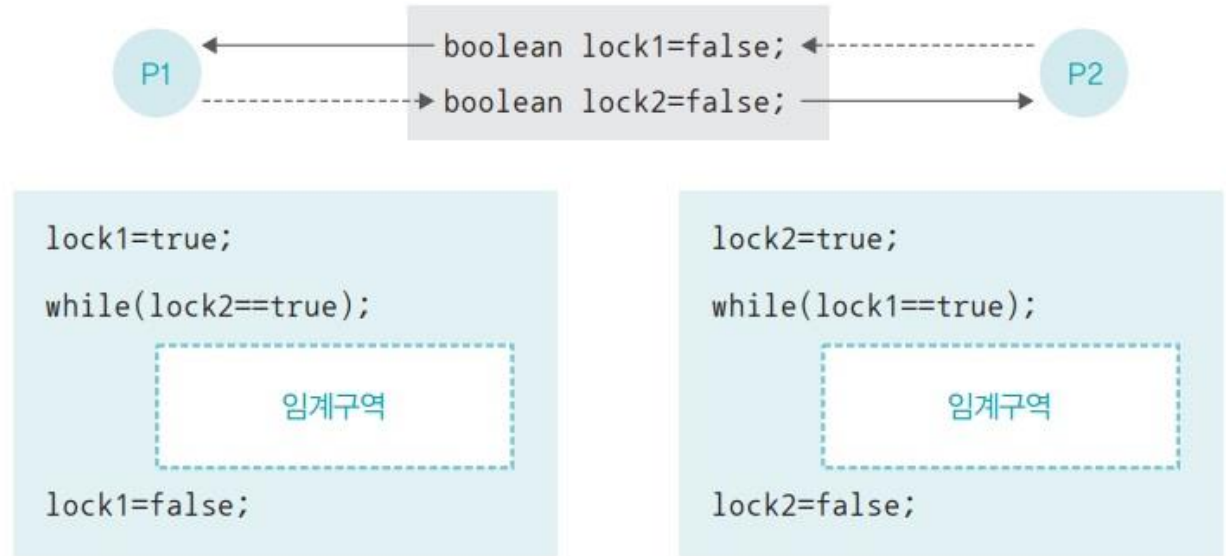 P1
boolean lock1=false;
boolean lock2=false;
P2
lock1=true;
while(lock2==true);
임계구역
lock1=false;
lock2=true;
while(lock1==true);
임계구역
lock2=false;